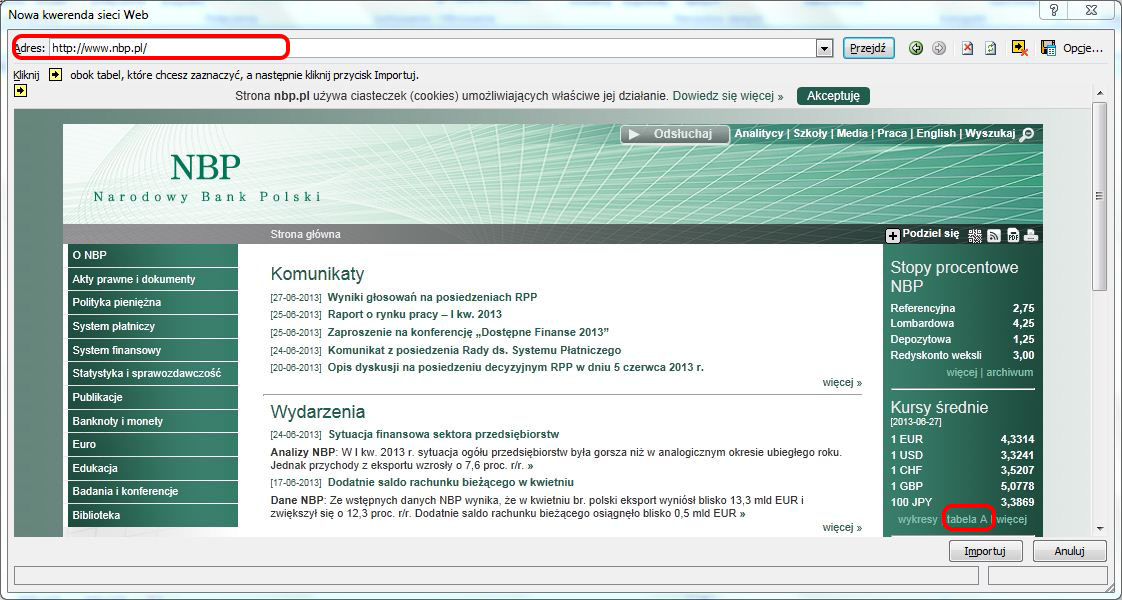 Nowa kwerenda sieci Web
Adres: http://www.nbp.pl/ Przejdź Opcje...
Kliknij obok tabel, które chcesz zaznaczyć, a następnie kliknij przycisk Importuj.
Strona nbp.pl używa ciasteczek (cookies) umożliwiających właściwe jej działanie. Dowiedz się więcej » Akceptuję
Odsłuchaj Analitycy | Szkoły | Media | Praca | English | Wyszukaj
NBP
Narodowy Bank Polski
Strona główna
Podziel się PDF
O NBP
Akty prawne i dokumenty
Polityka pieniężna
System płatniczy
System finansowy
Statystyka i sprawozdawczość
Publikacje
Banknoty i monety
Euro
Edukacja
Badania i konferencje
Biblioteka
Komunikaty
[27-06-2013] Wyniki głosowań na posiedzeniach RPP
[25-06-2013] Raport o rynku pracy – I kw. 2013
[25-06-2013] Zaproszenie na konferencję „Dostępne Finanse 2013”
[24-06-2013] Komunikat z posiedzenia Rady ds. Systemu Płatniczego
[20-06-2013] Opis dyskusji na posiedzeniu decyzyjnym RPP w dniu 5 czerwca 2013 r.
więcej »
Wydarzenia
[24-06-2013] Sytuacja finansowa sektora przedsiębiorstw
Analizy NBP: W I kw. 2013 r. sytuacja ogółu przedsiębiorstw była gorsza niż w analogicznym okresie ubiegłego roku.
Jednak przychody z eksportu wzrosły o 7,6 proc. r/r. »
[17-06-2013] Dodatnie saldo rachunku bieżącego w kwietniu
Dane NBP: Ze wstępnych danych NBP wynika, że w kwietniu br. polski eksport wyniósł blisko 13,3 mld EUR i
zwiększył się o 12,3 proc. r/r. Dodatnie saldo rachunku bieżącego osiągnęło blisko 0,5 mld EUR »
więcej »
Stopy procentowe
NBP
Referencyjna 2,75
Lombardowa 4,25
Depozytowa 1,25
Redyskonto weksli 3,00
więcej | archiwum
Kursy średnie
[2013-06-27]
1 EUR 4,3314
1 USD 3,3241
1 CHF 3,5207
1 GBP 5,0778
100 JPY 3,3869
wykresy | tabela A | więcej
Importuj Anuluj